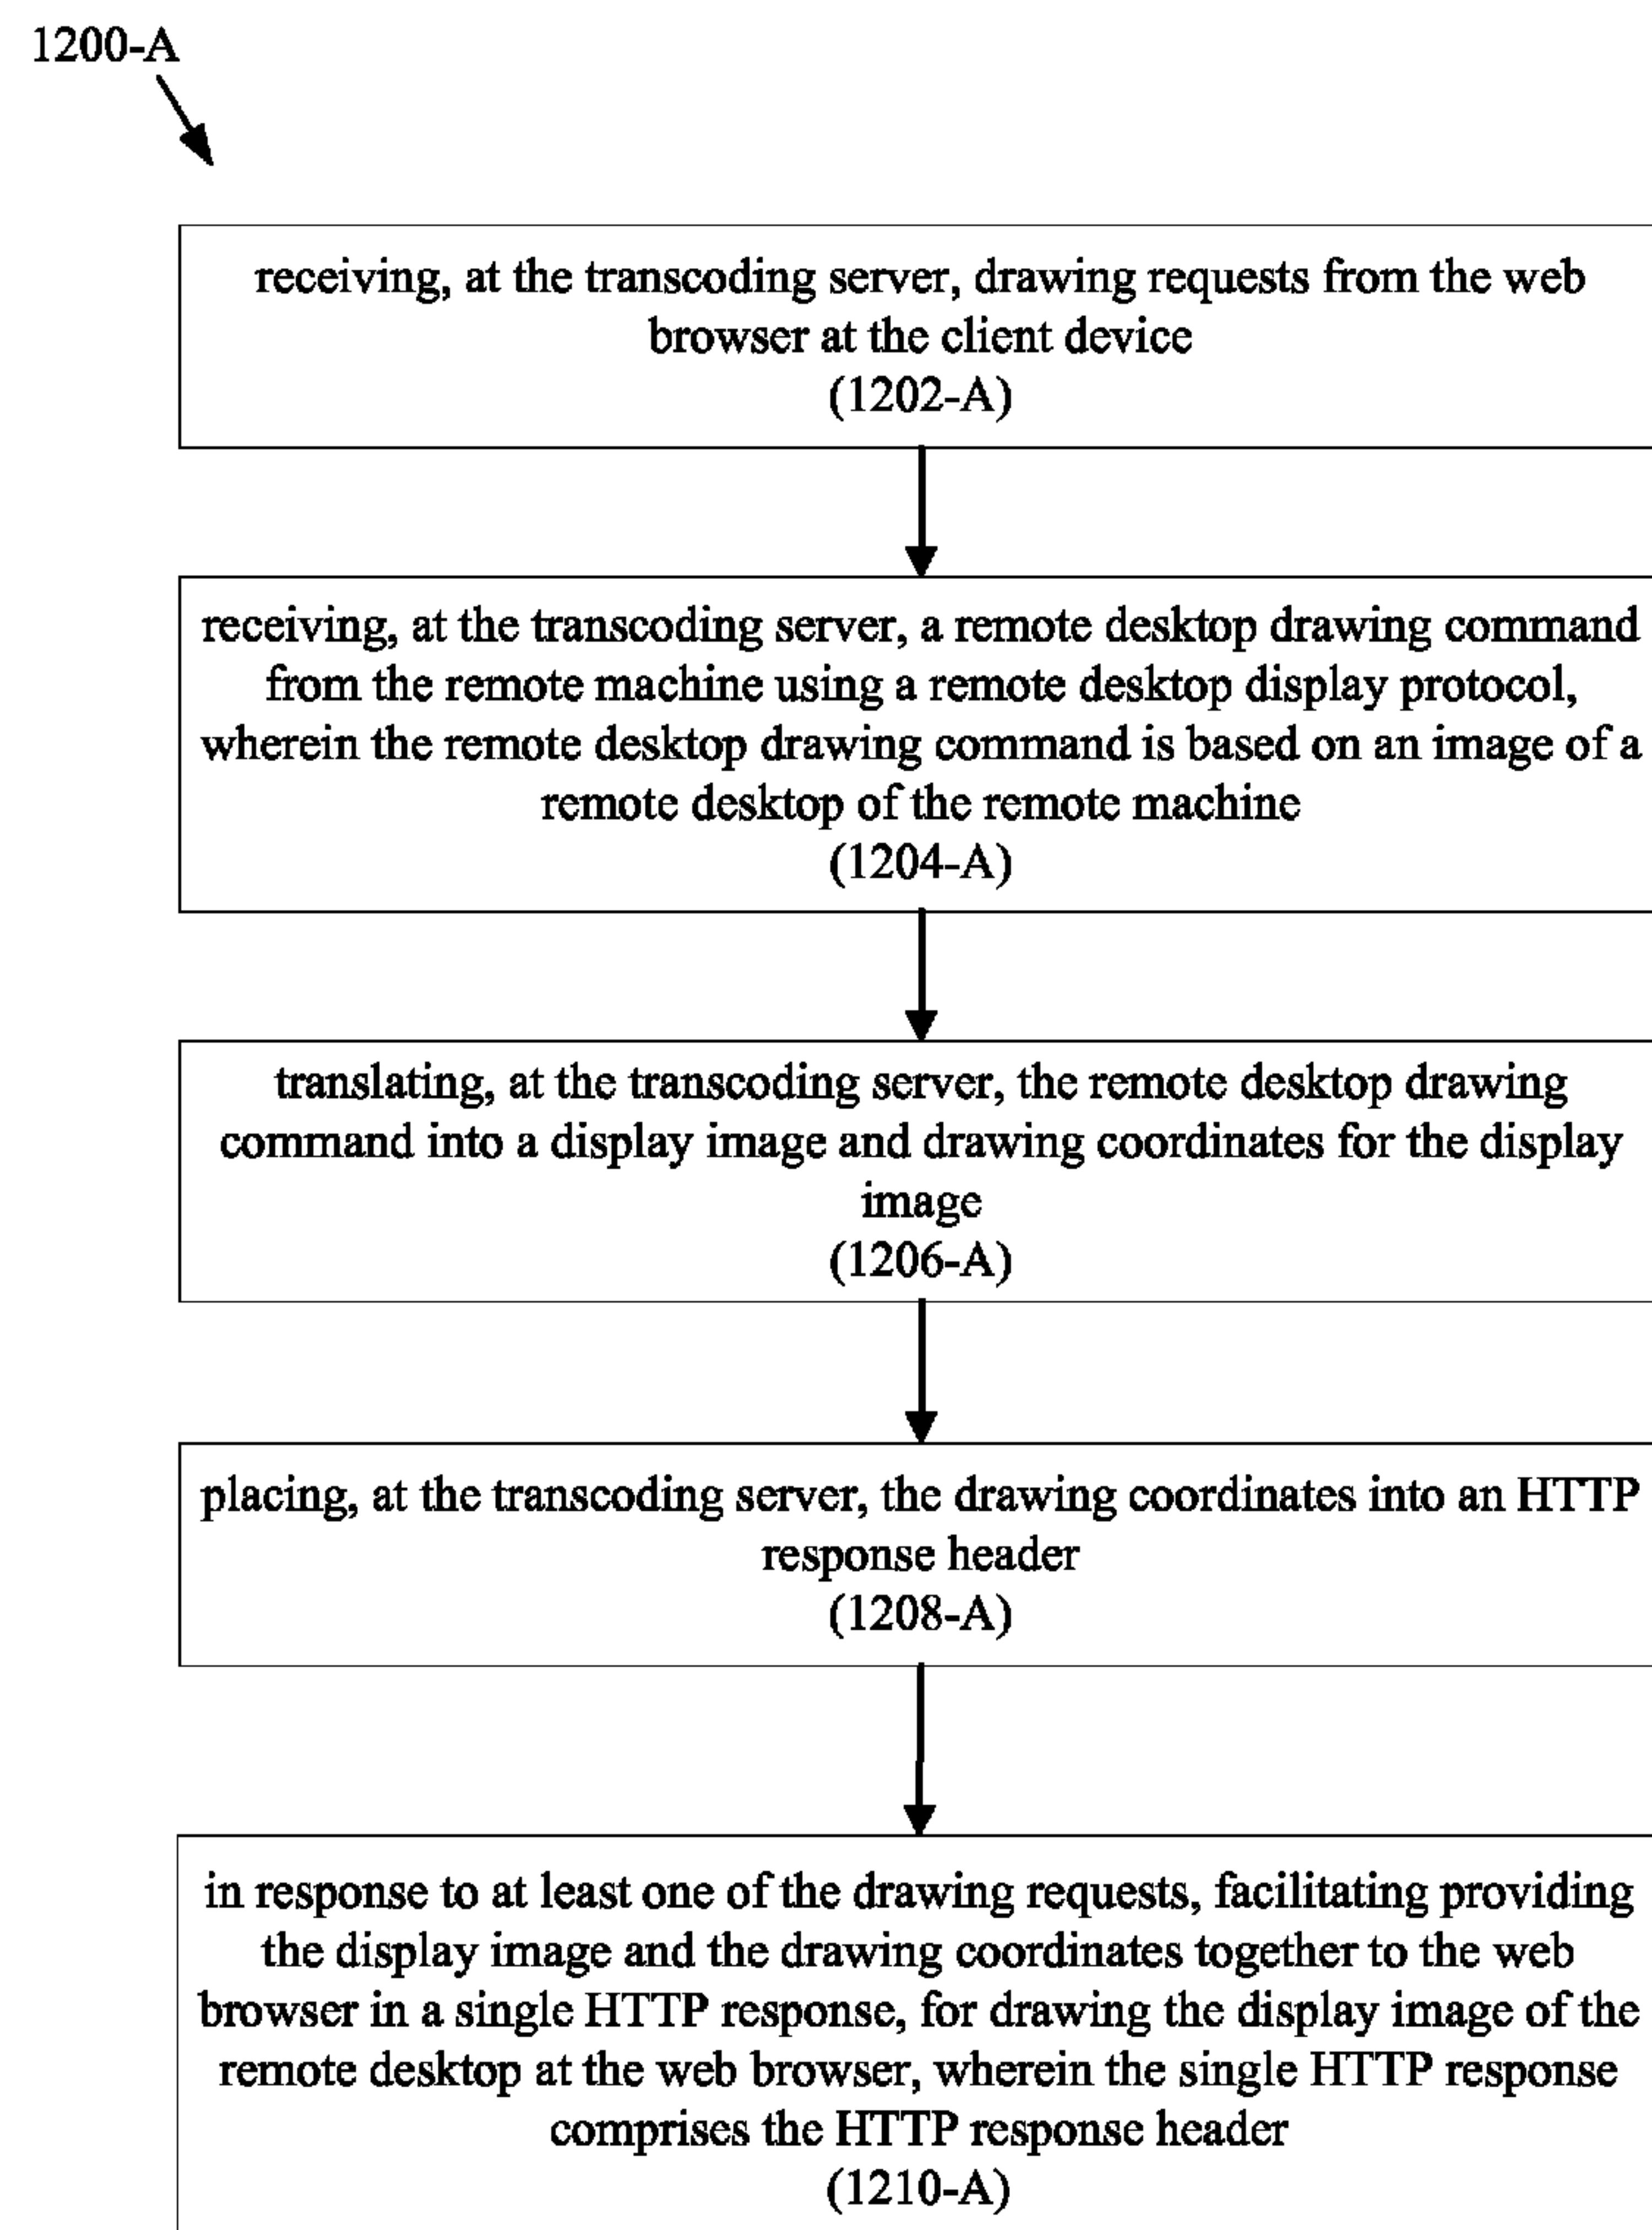 1200-A
receiving, at the transcoding server, drawing requests from the web
browser at the client device
(1202-A)
receiving, at the transcoding server, a remote desktop drawing command
from the remote machine using a remote desktop display protocol,
wherein the remote desktop drawing command is based on an image of a
remote desktop of the remote machine
(1204-A)
translating, at the transcoding server, the remote desktop drawing
command into a display image and drawing coordinates for the display
image
(1206-A)
placing, at the transcoding server, the drawing coordinates into an HTTP
response header
(1208-A)
in response to at least one of the drawing requests, facilitating providing
the display image and the drawing coordinates together to the web
browser in a single HTTP response, for drawing the display image of the
remote desktop at the web browser, wherein the single HTTP response
comprises the HTTP response header
(1210-A)